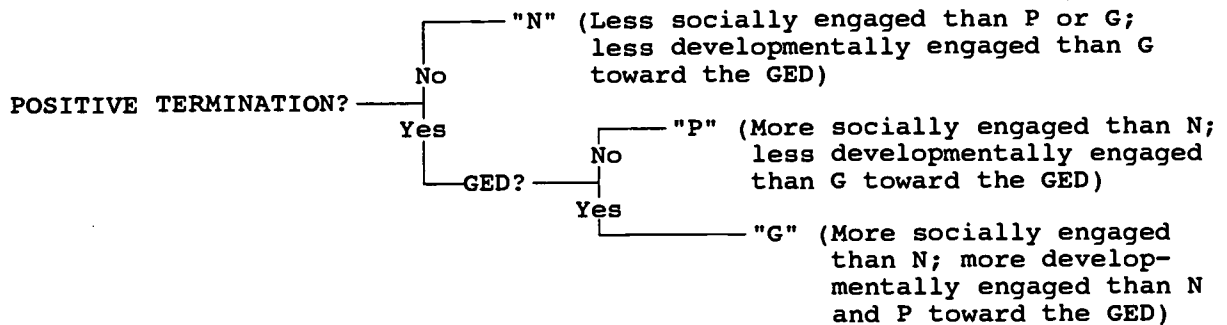 "N" (Less socially engaged than P or G;
less developmentally engaged than G
toward the GED)
No
POSITIVE TERMINATION?
Yes
"P" (More socially engaged than N;
less developmentally engaged
than G toward the GED)
No
GED?
Yes
"G" (More socially engaged
than N; more develop-
mentally engaged than N
and P toward the GED)